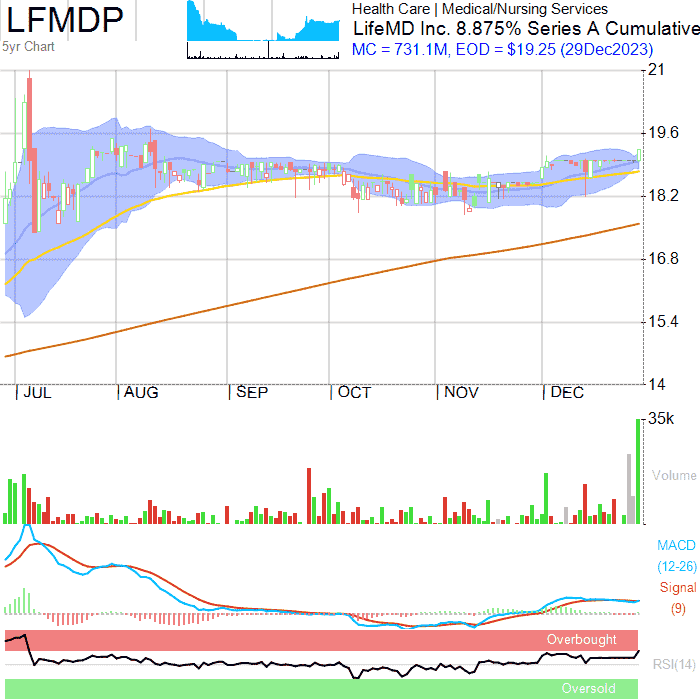 LFMDP
5yr Chart
Health Care | Medical/Nursing Services
LifeMD Inc. 8.875% Series A Cumulative
MC = 731.1M, EOD = $19.25 (29Dec2023)
21
19.6
18.2
16.8
15.4
14
JUL AUG SEP OCT NOV DEC
35k
Volume
MACD
(12-26)
Signal
(9)
Overbought
RSI(14)
Oversold